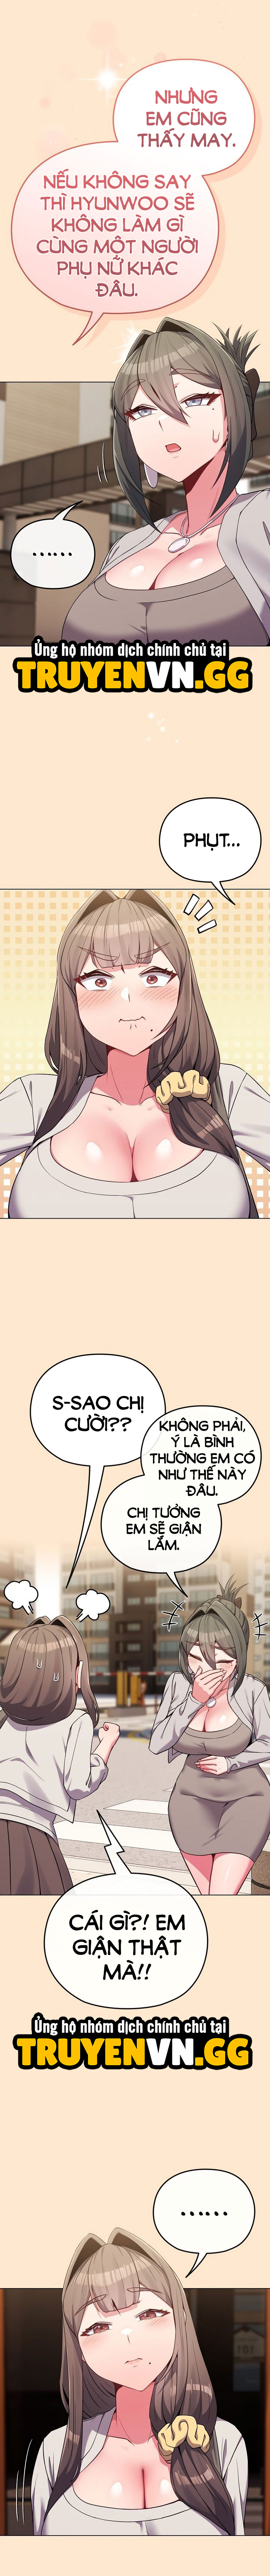 NHƯNG
EM CŨNG
THẤY MAY.
NẾU KHÔNG SAY
THÌ HYUNWOO SẼ
KHÔNG LÀM GÌ
CÙNG MỘT NGƯỜI
PHỤ NỮ KHÁC
ĐÂU.
......
Ủng hộ nhóm dịch chính chủ tại
TRUYENVN.GG
PHỤT...
S-SAO CHỊ
CƯỜI??
KHÔNG PHẢI,
Ý LÀ BÌNH
THƯỜNG EM CÓ
NHƯ THẾ NÀY
ĐÂU.
CHỊ TƯỞNG
EM SẼ GIẬN
LẮM.
CÁI GÌ?! EM
GIẬN THẬT
MÀ!!
Ủng hộ nhóm dịch chính chủ tại
TRUYENVN.GG
......